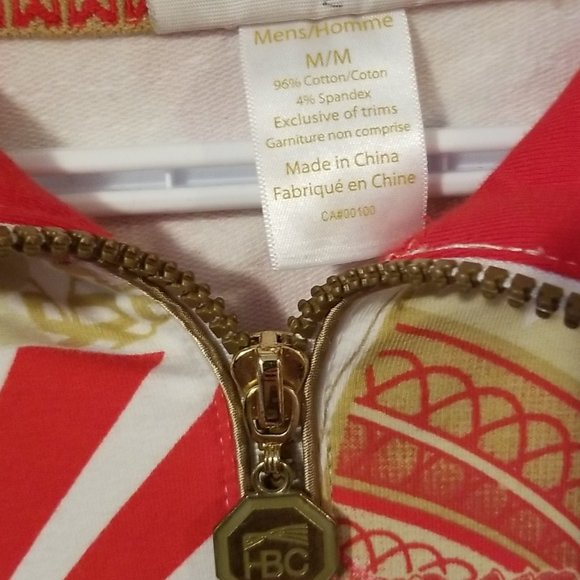 Mens/Homme
M/M
96% Cotton/Coton
4% Spandex
Exclusive of trims
Garniture non comprise
Made in China
Fabriqué en Chine
CA#00100
HBC